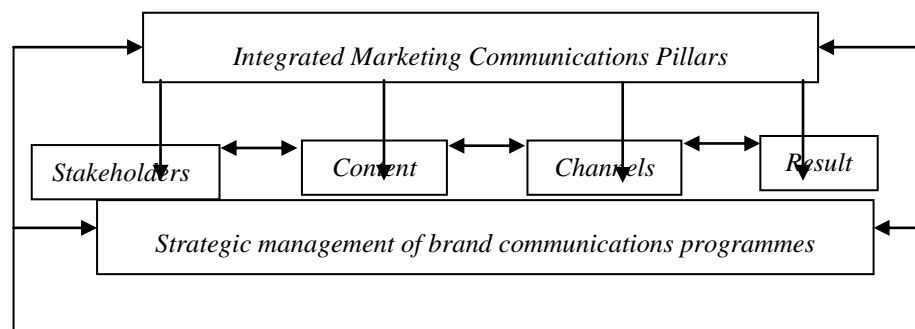 Integrated Marketing Communications Pillars
Stakeholders Content Channels Result
Strategic management of brand communications programmes